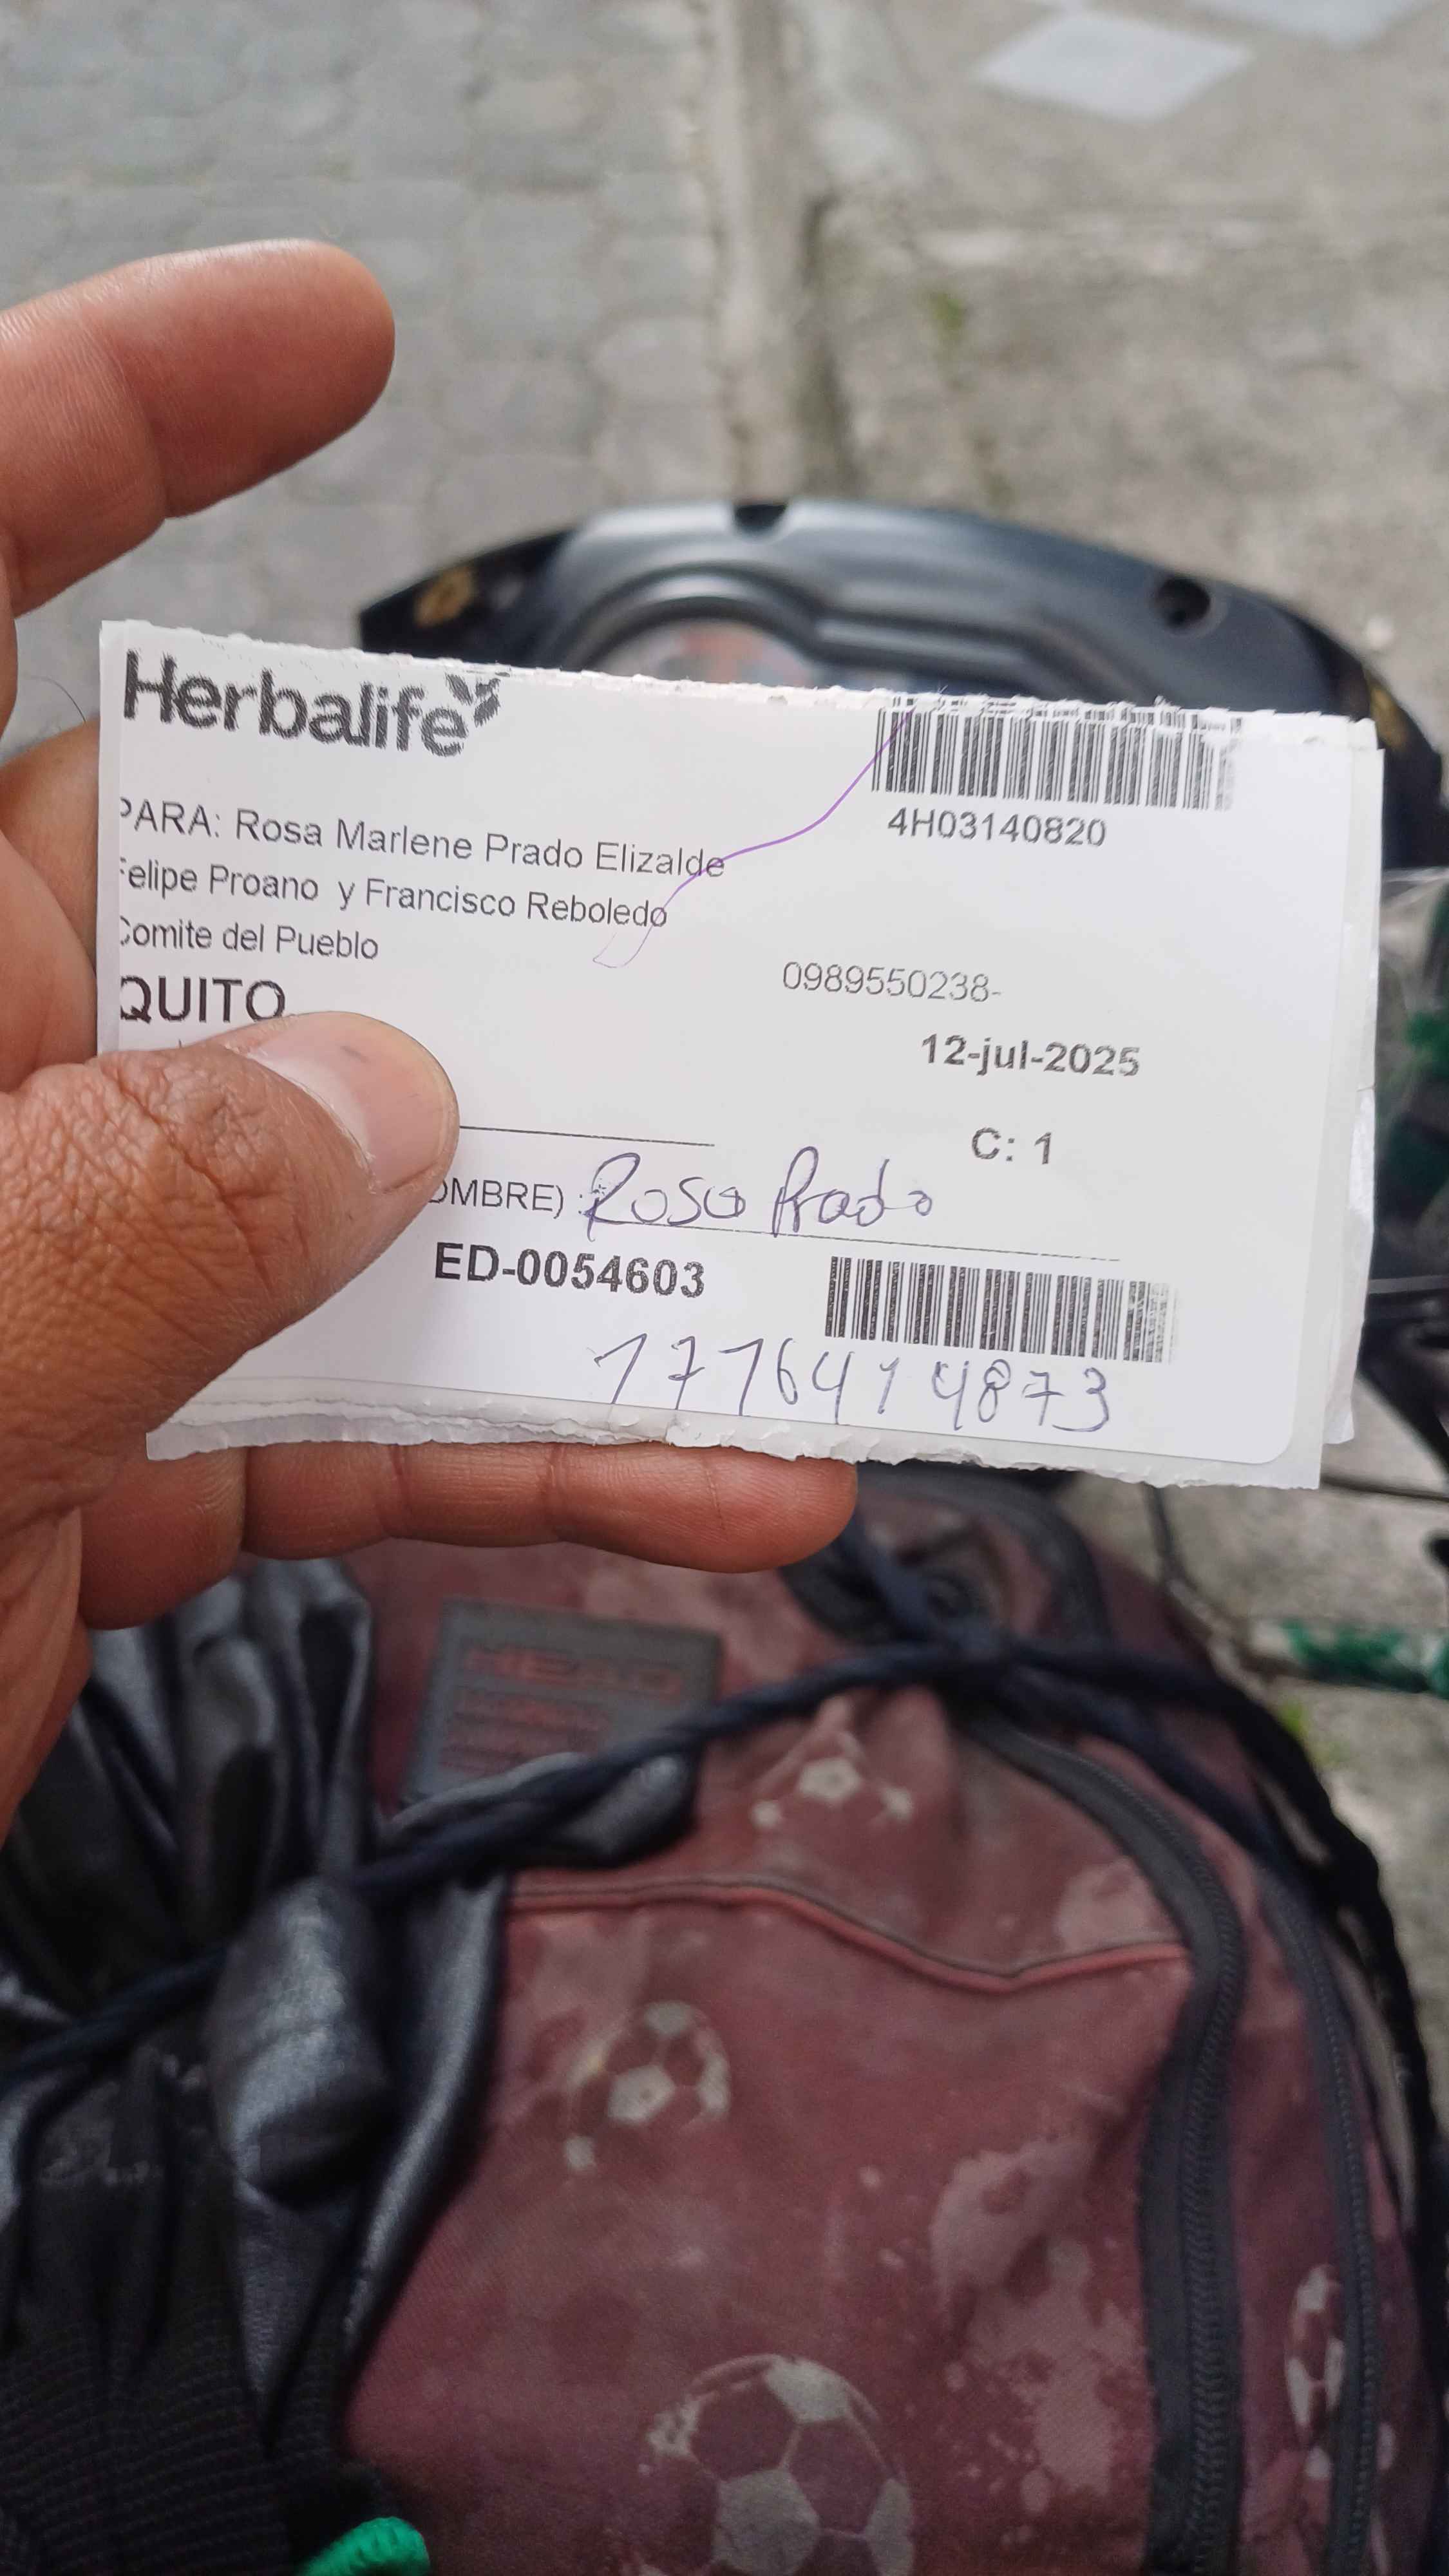 Herbalife
4H03140820
PARA: Rosa Marlene Prado Elizalde
Felipe Proano y Francisco Reboledo
Comite del Pueblo
0989550238-
QUITO
12-jul-2025
C: 1
OMBRE) : Rosa Prado
ED-0054603
1716414873